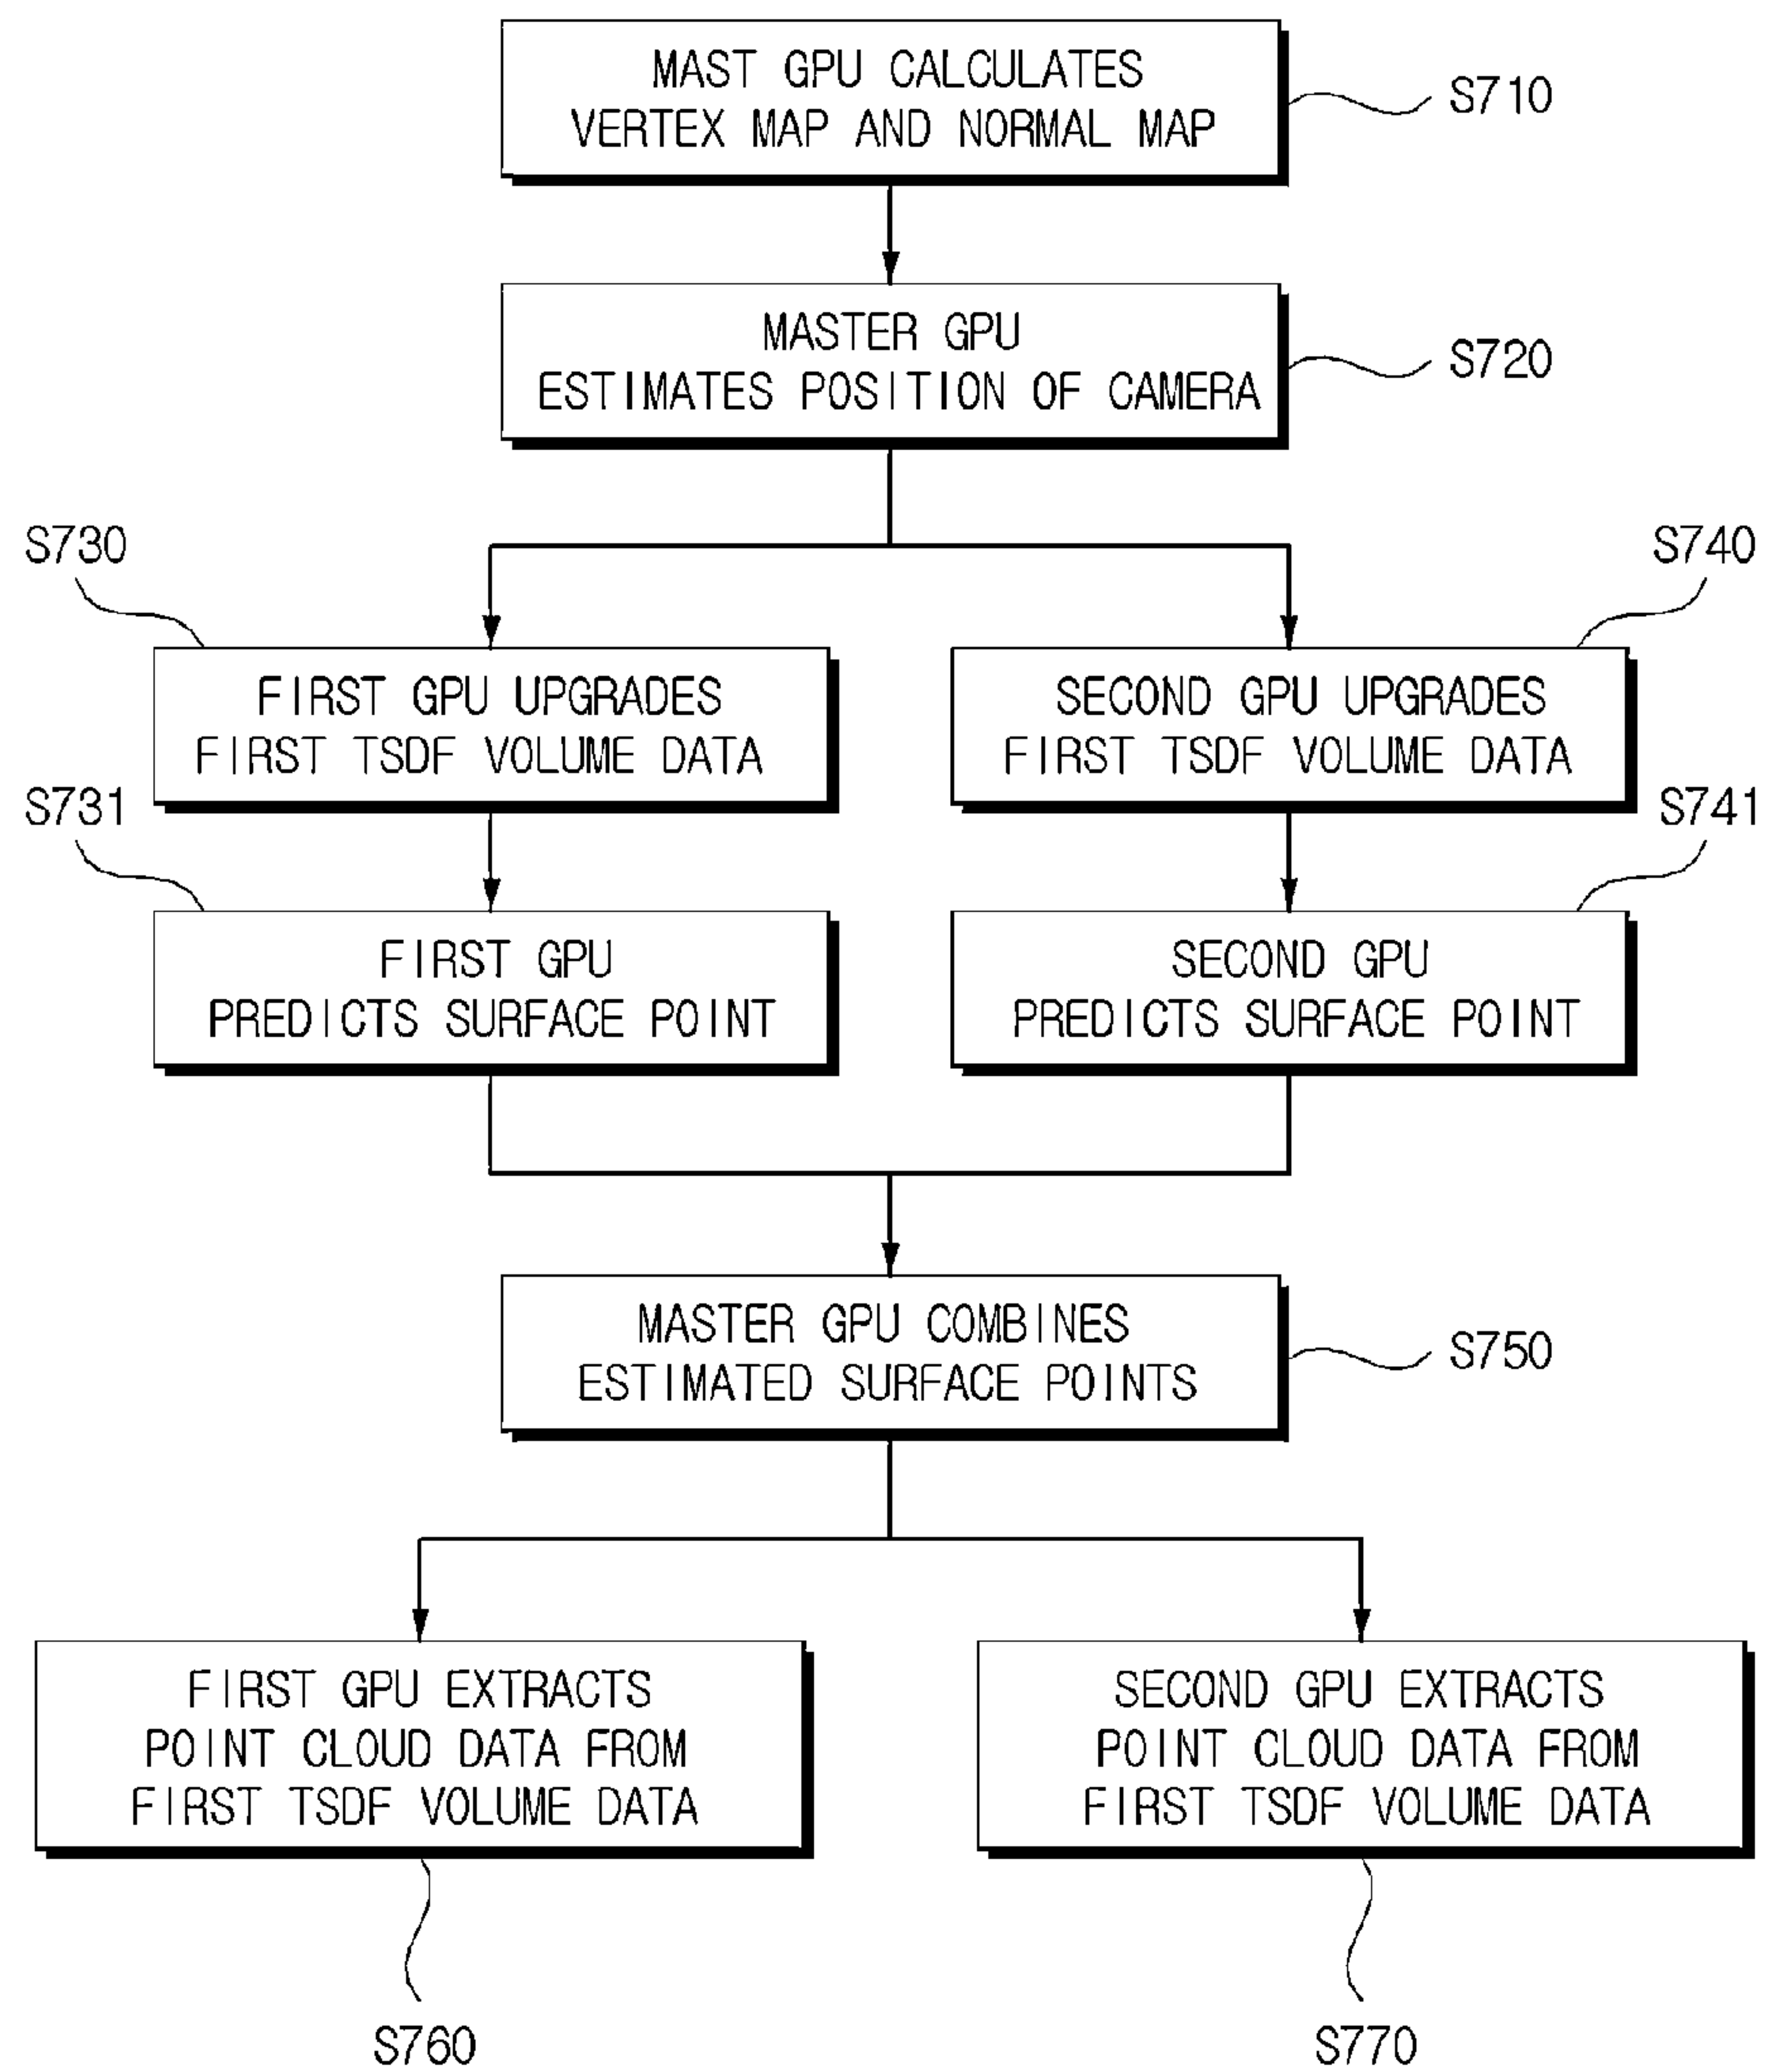 MAST GPU CALCULATES
VERTEX MAP AND NORMAL MAP
S710
MASTER GPU
ESTIMATES POSITION OF CAMERA
S720
S730
S740
FIRST GPU UPGRADES
FIRST TSDF VOLUME DATA
SECOND GPU UPGRADES
FIRST TSDF VOLUME DATA
S731
S741
FIRST GPU
PREDICTS SURFACE POINT
SECOND GPU
PREDICTS SURFACE POINT
MASTER GPU COMBINES
ESTIMATED SURFACE POINTS
S750
FIRST GPU EXTRACTS
POINT CLOUD DATA FROM
FIRST TSDF VOLUME DATA
SECOND GPU EXTRACTS
POINT CLOUD DATA FROM
FIRST TSDF VOLUME DATA
S760
S770